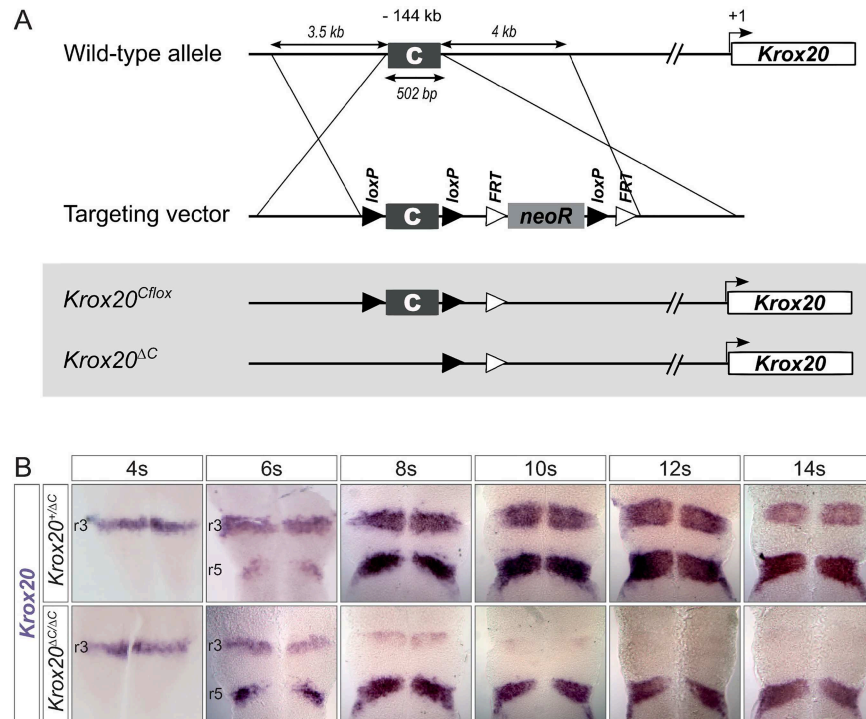 A
- 144 kb
+1
3.5 kb
4 kb
Wild-type allele
C
Krox20
502 bp
loxP
loxP
FRT
loxP
FRT
Targeting vector
C
neoR
Krox20Cflox
C
Krox20
Krox20ΔC
Krox20
B
4s
6s
8s
10s
12s
14s
Krox20
Krox20+/ΔC
r3
r3
r5
Krox20ΔC/ΔC
r3
r3
r5